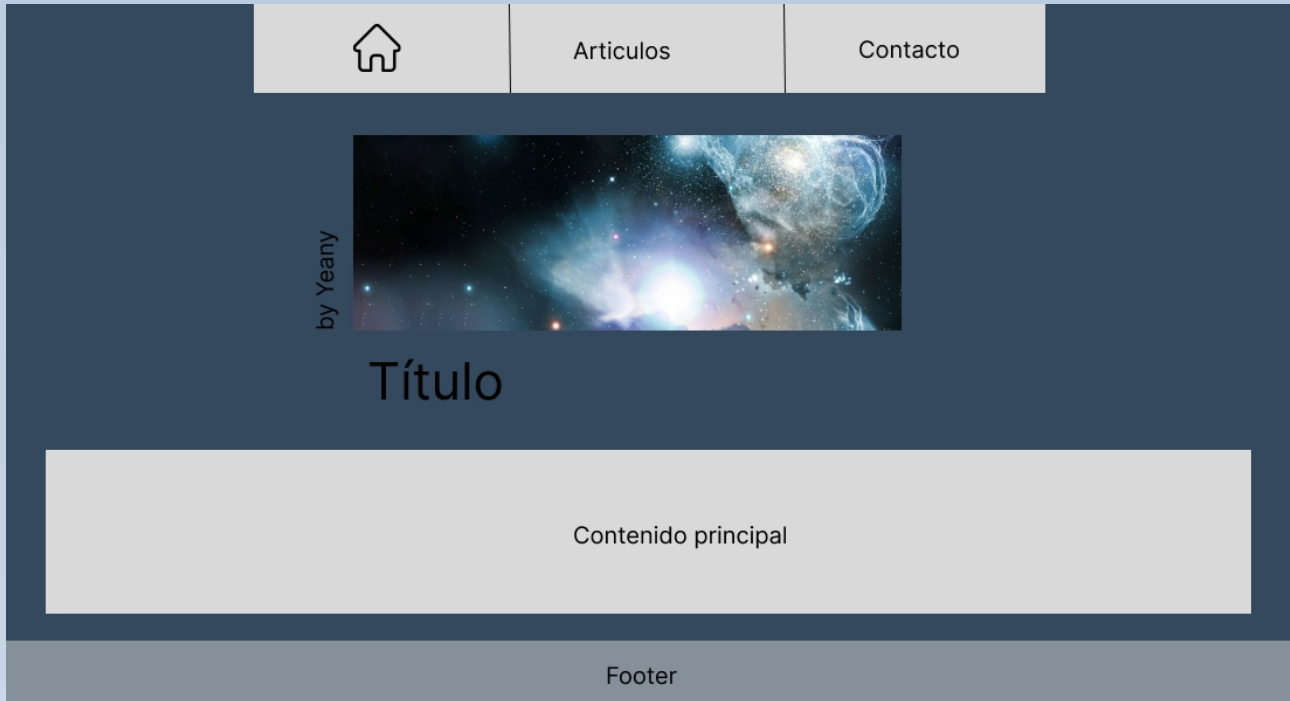 Articulos
Contacto
by Yeany
Título
Contenido principal
Footer